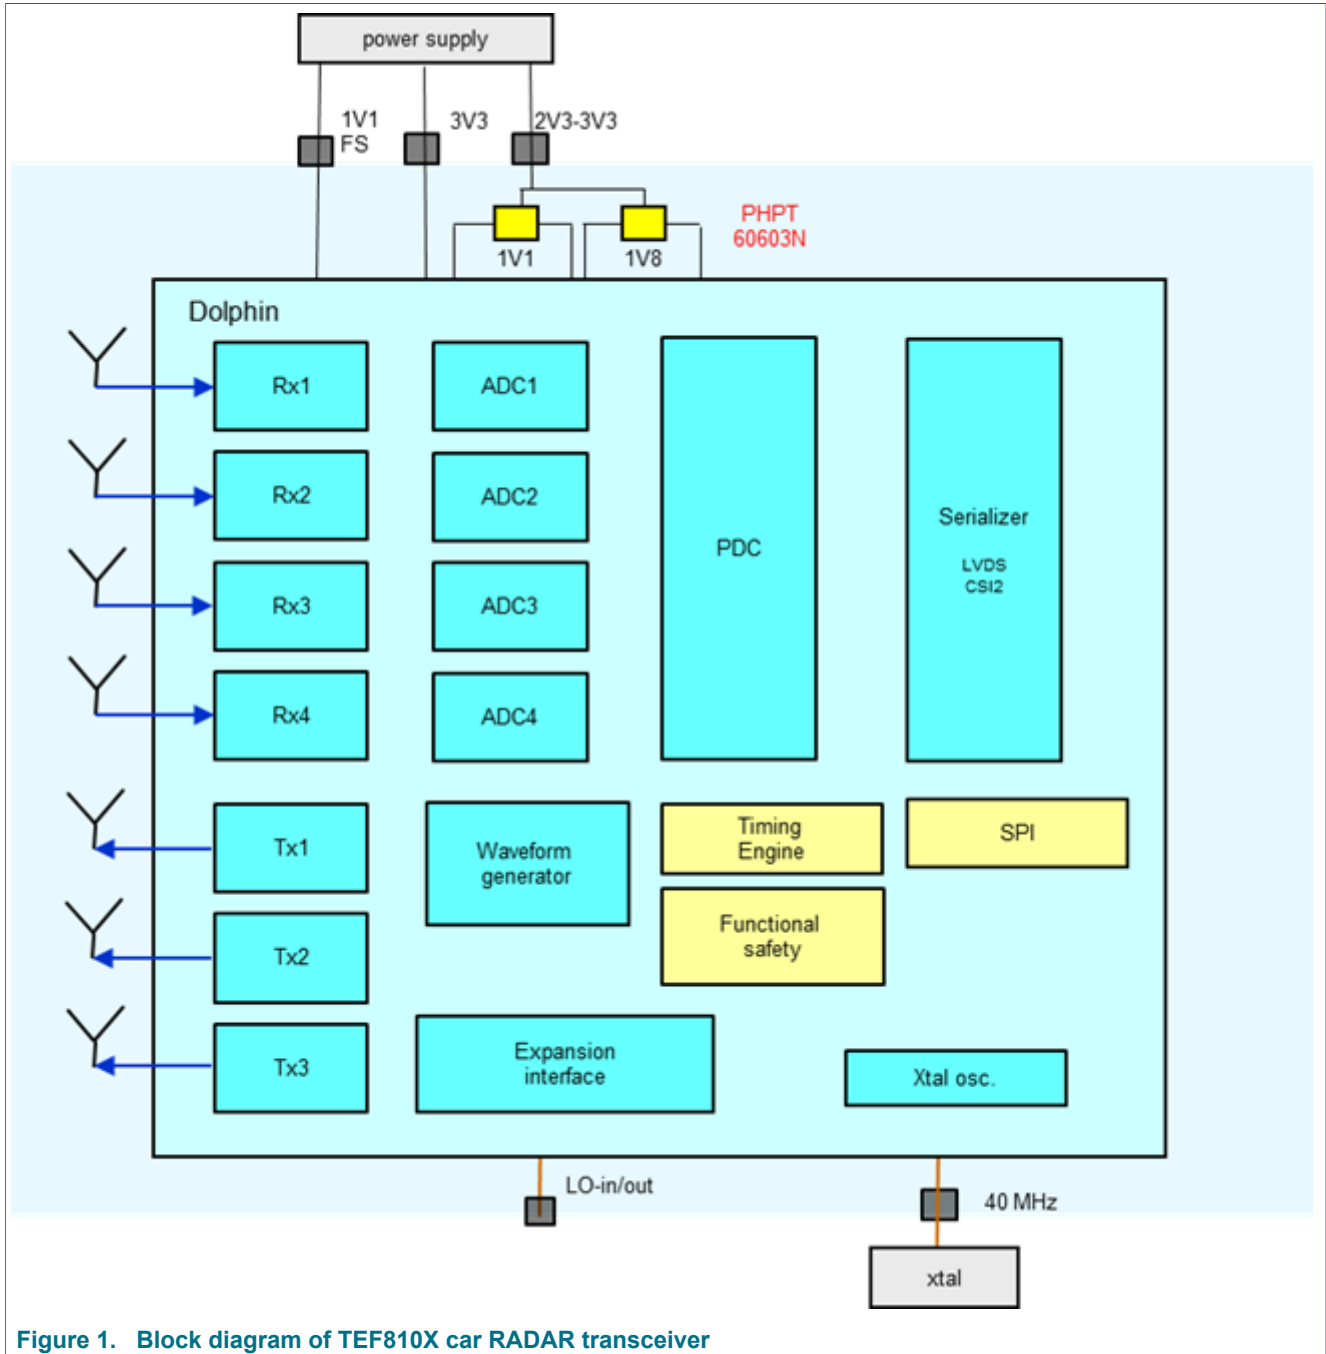 power supply
1V1
FS
3V3
2V3-3V3
PHPT
60603N
1V1
1V8
Dolphin
Rx1
ADC1
Rx2
ADC2
PDC
Serializer
LVDS
CSI2
Rx3
ADC3
Rx4
ADC4
Tx1
Waveform
generator
Timing
Engine
SPI
Functional
safety
Tx2
Tx3
Expansion
interface
Xtal osc.
LO-in/out
40 MHz
xtal
Figure 1. Block diagram of TEF810X car RADAR transceiver